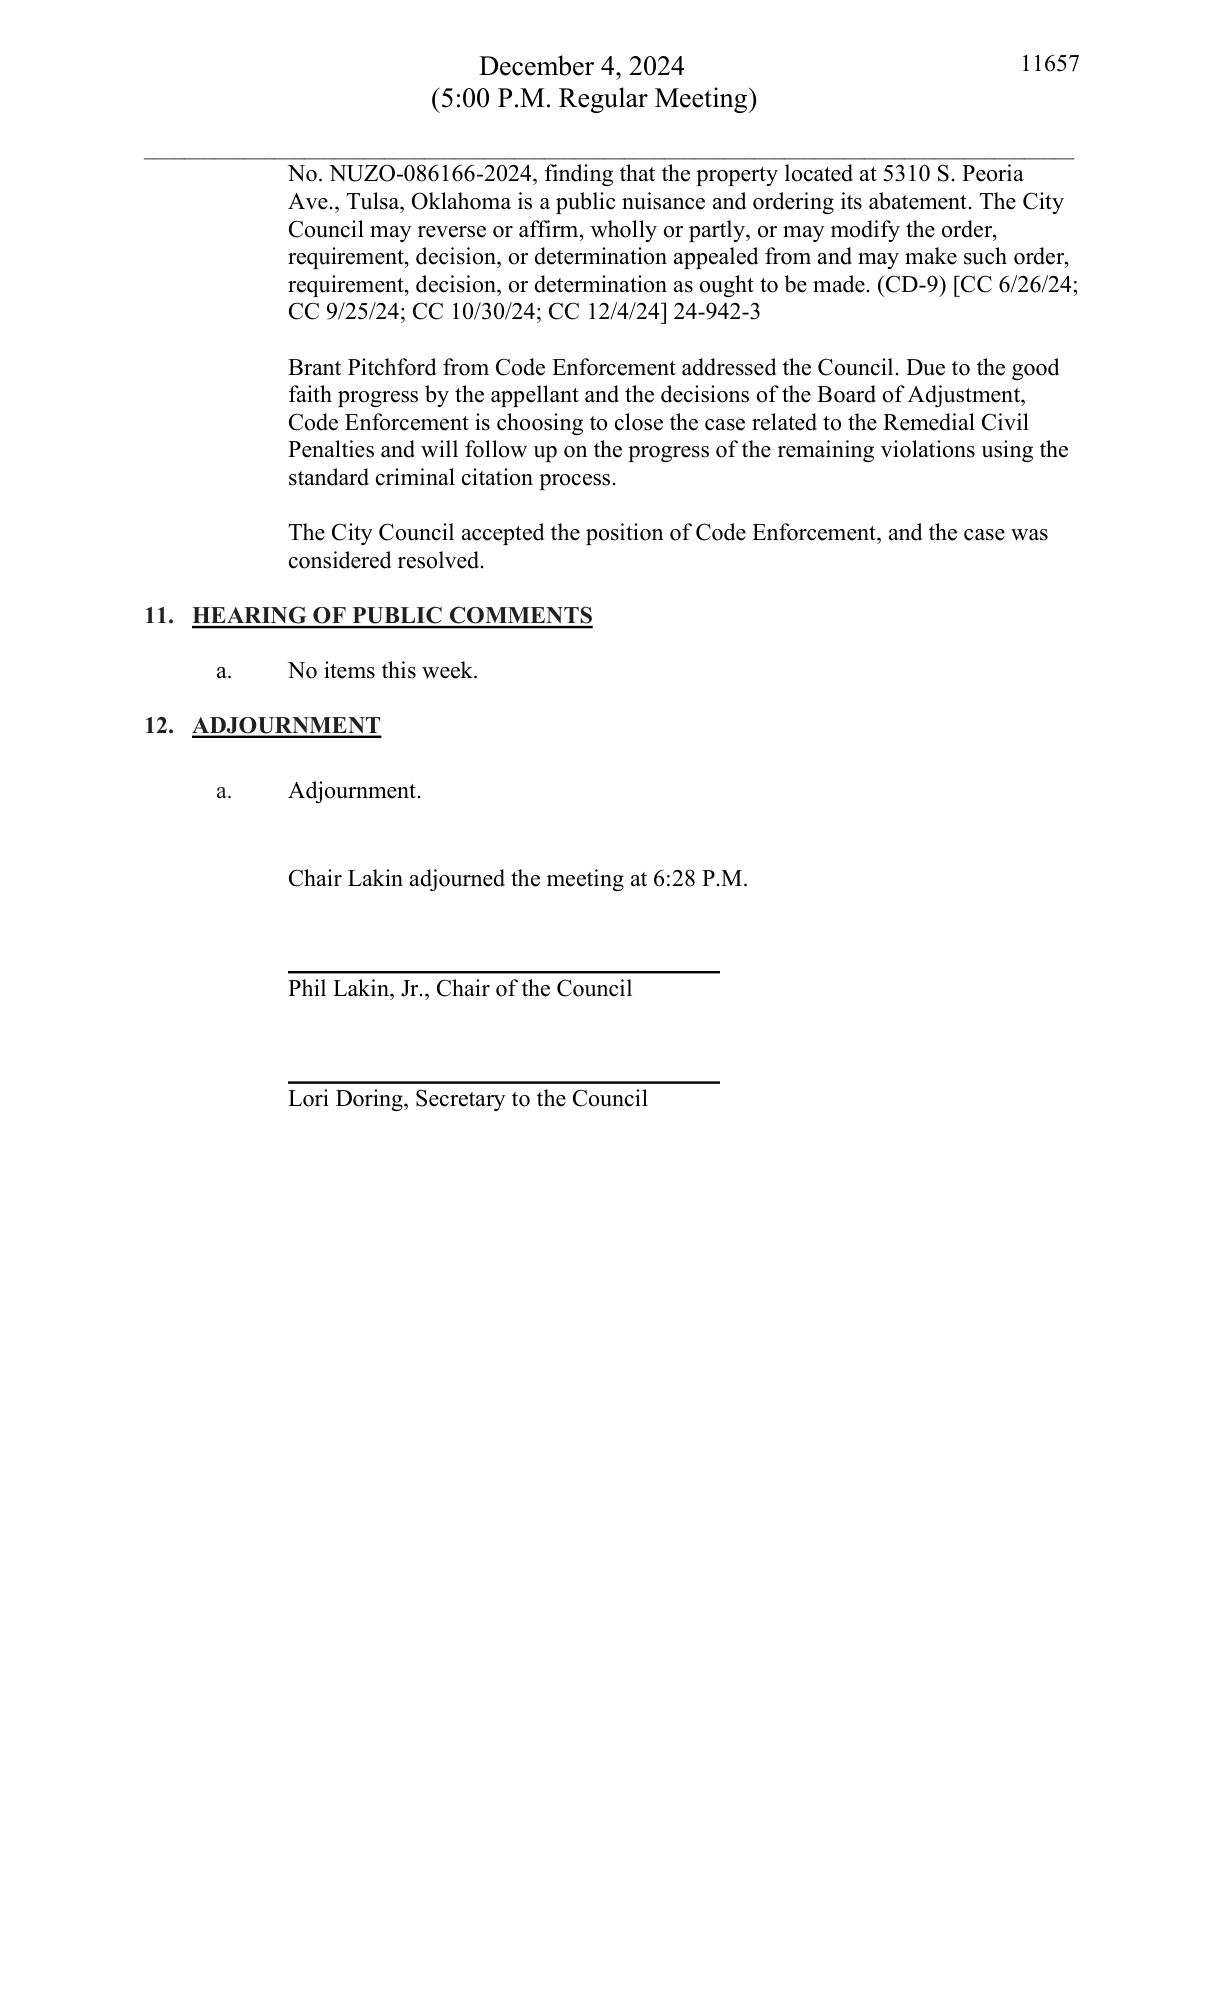 December 4, 2024
11657
(5:00 P.M. Regular Meeting)
No. NUZO-086166-2024, finding that the property located at 5310 S. Peoria
Ave., Tulsa, Oklahoma is a public nuisance and ordering its abatement. The City
Council may reverse or affirm, wholly or partly, or may modify the order,
requirement, decision, or determination appealed from and may make such order,
requirement, decision, or determination as ought to be made. (CD-9) [CC 6/26/24;
CC 9/25/24; CC 10/30/24; CC 12/4/24] 24-942-3
Brant Pitchford from Code Enforcement addressed the Council. Due to the good
faith progress by the appellant and the decisions of the Board of Adjustment,
Code Enforcement is choosing to close the case related to the Remedial Civil
Penalties and will follow up on the progress of the remaining violations using the
standard criminal citation process.
The City Council accepted the position of Code Enforcement, and the case was
considered resolved.
11. HEARING OF PUBLIC COMMENTS
a. No items this week.
12. ADJOURNMENT
a. Adjournment.
Chair Lakin adjourned the meeting at 6:28 P.M.
Phil Lakin, Jr., Chair of the Council
Lori Doring, Secretary to the Council